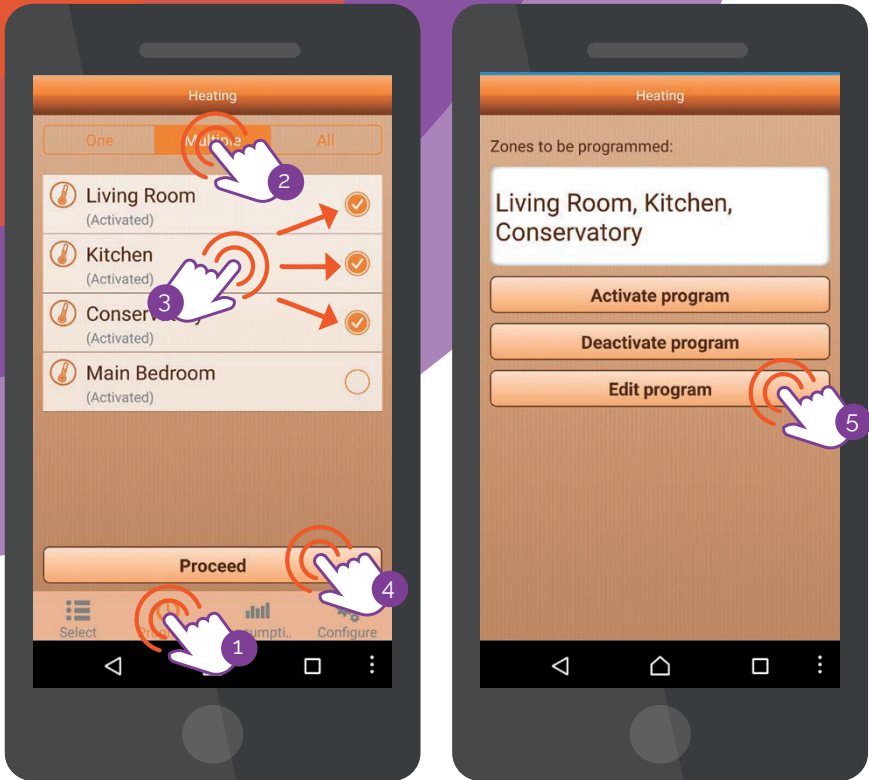 Heating
One Multiple All
2
Living Room
(Activated)
Kitchen
(Activated)
3
(Activated)
Main Bedroom
(Activated)
Proceed
4
Select Configure
1
Heating
Zones to be programmed:
Living Room, Kitchen,
Conservatory
Activate program
Deactivate program
Edit program
5